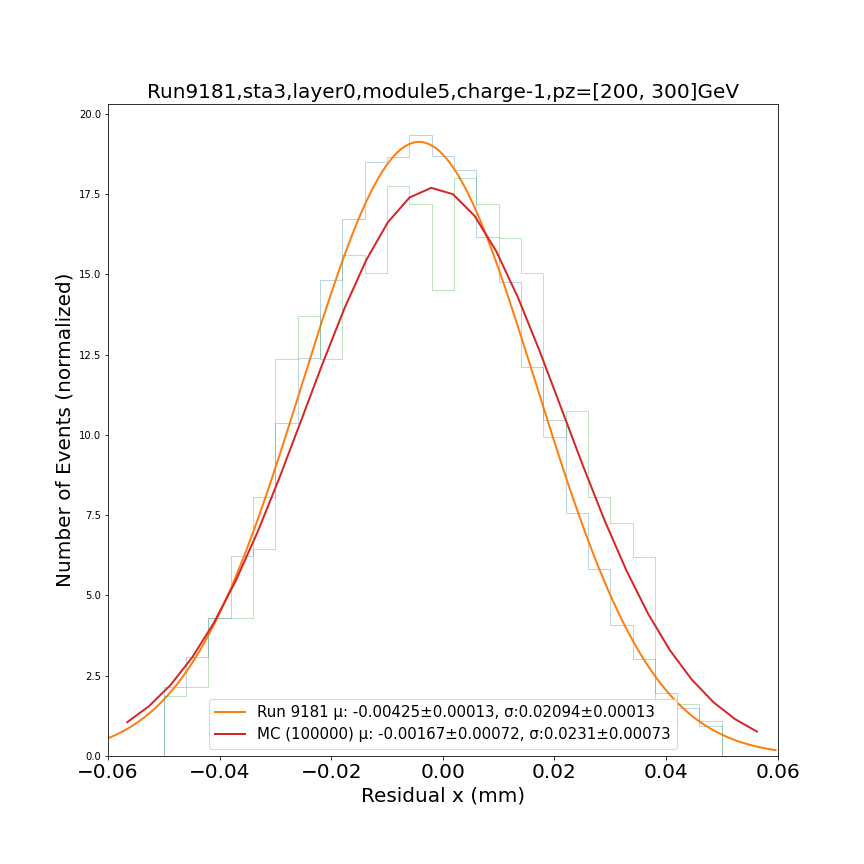 Run9181,sta3,layer0,module5,charge-1,pz=[200, 300]GeV
20.0
17.5
15.0
12.5
10.0
7.5
5.0
2.5
0.0
Number of Events (normalized)
Run 9181 μ: -0.00425±0.00013, σ:0.02094±0.00013
MC (100000) μ: -0.00167±0.00072, σ:0.0231±0.00073
−0.06 −0.04 −0.02 0.00 0.02 0.04 0.06
Residual x (mm)